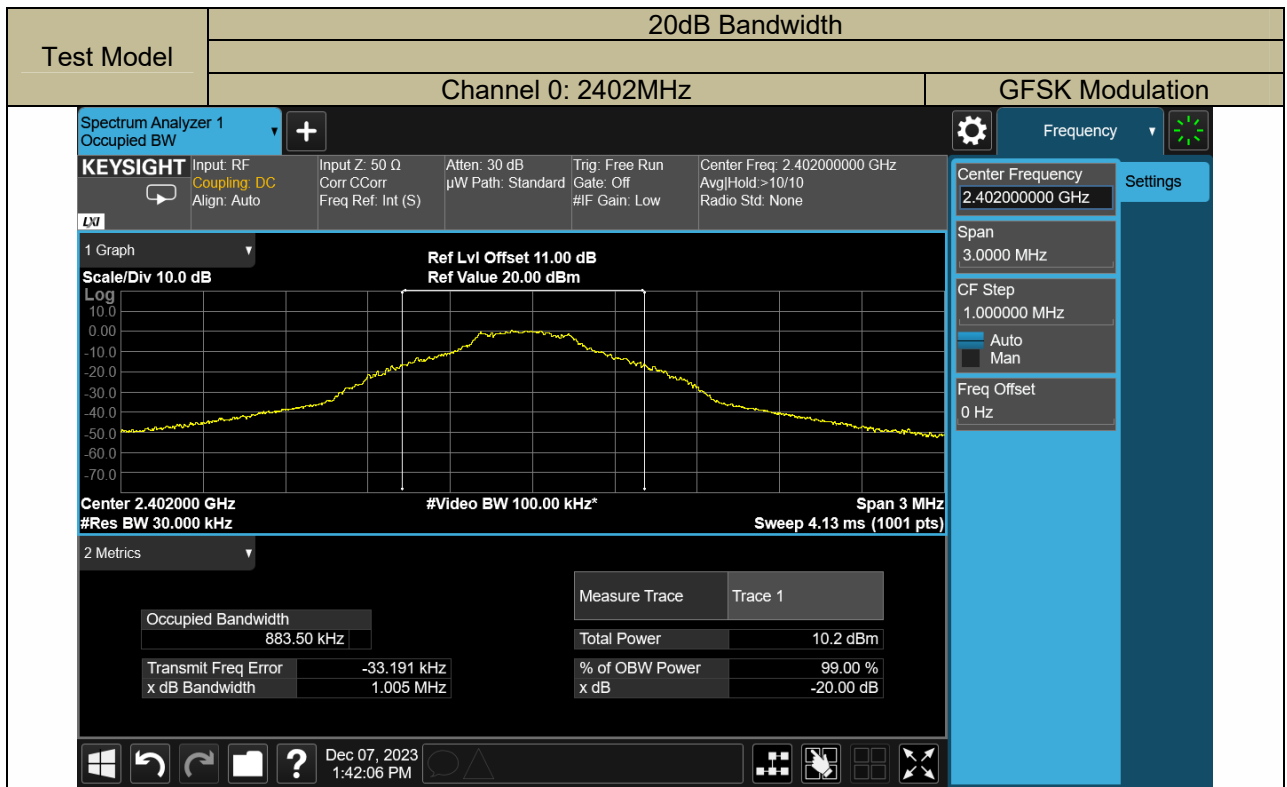 20dB Bandwidth
Test Model
Channel 0: 2402MHz GFSK Modulation
Spectrum Analyzer 1
Occupied BW
+
Frequency
KEYSIGHT Input: RF Input Z: 50 Ω Atten: 30 dB Trig: Free Run Center Freq: 2.402000000 GHz
Coupling: DC Corr CCorr µW Path: Standard Gate: Off Avg|Hold:>10/10
Align: Auto Freq Ref: Int (S) #IF Gain: Low Radio Std: None
LXI
Center Frequency
2.402000000 GHz
Settings
Span
3.0000 MHz
CF Step
1.000000 MHz
Auto
Man
Freq Offset
0 Hz
1 Graph
Ref Lvl Offset 11.00 dB
Scale/Div 10.0 dB Ref Value 20.00 dBm
Log
10.0
0.00
-10.0
-20.0
-30.0
-40.0
-50.0
-60.0
-70.0
Center 2.402000 GHz #Video BW 100.00 kHz* Span 3 MHz
#Res BW 30.000 kHz Sweep 4.13 ms (1001 pts)
2 Metrics
Measure Trace Trace 1
Occupied Bandwidth
883.50 kHz
Total Power 10.2 dBm
Transmit Freq Error -33.191 kHz % of OBW Power 99.00 %
x dB Bandwidth 1.005 MHz x dB -20.00 dB
?
Dec 07, 2023
1:42:06 PM